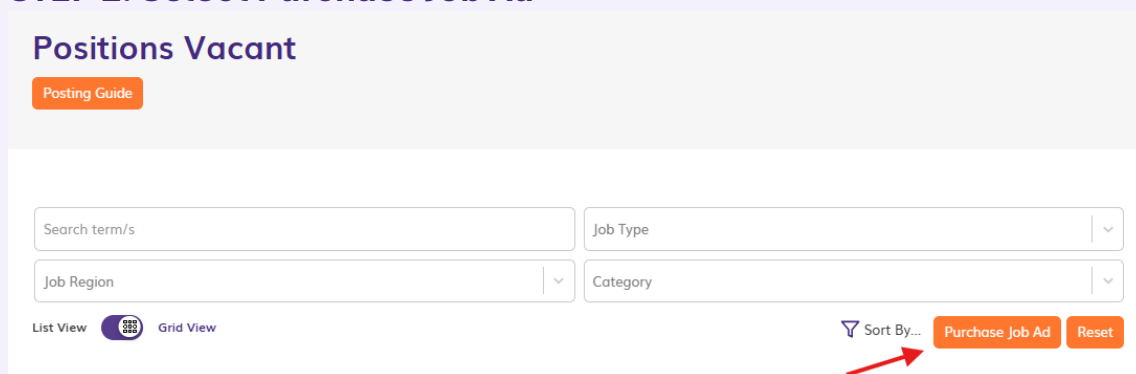 Positions Vacant
Posting Guide
Search term/s
Job Type
Job Region
Category
List View Grid View Sort By... Purchase Job Ad Reset